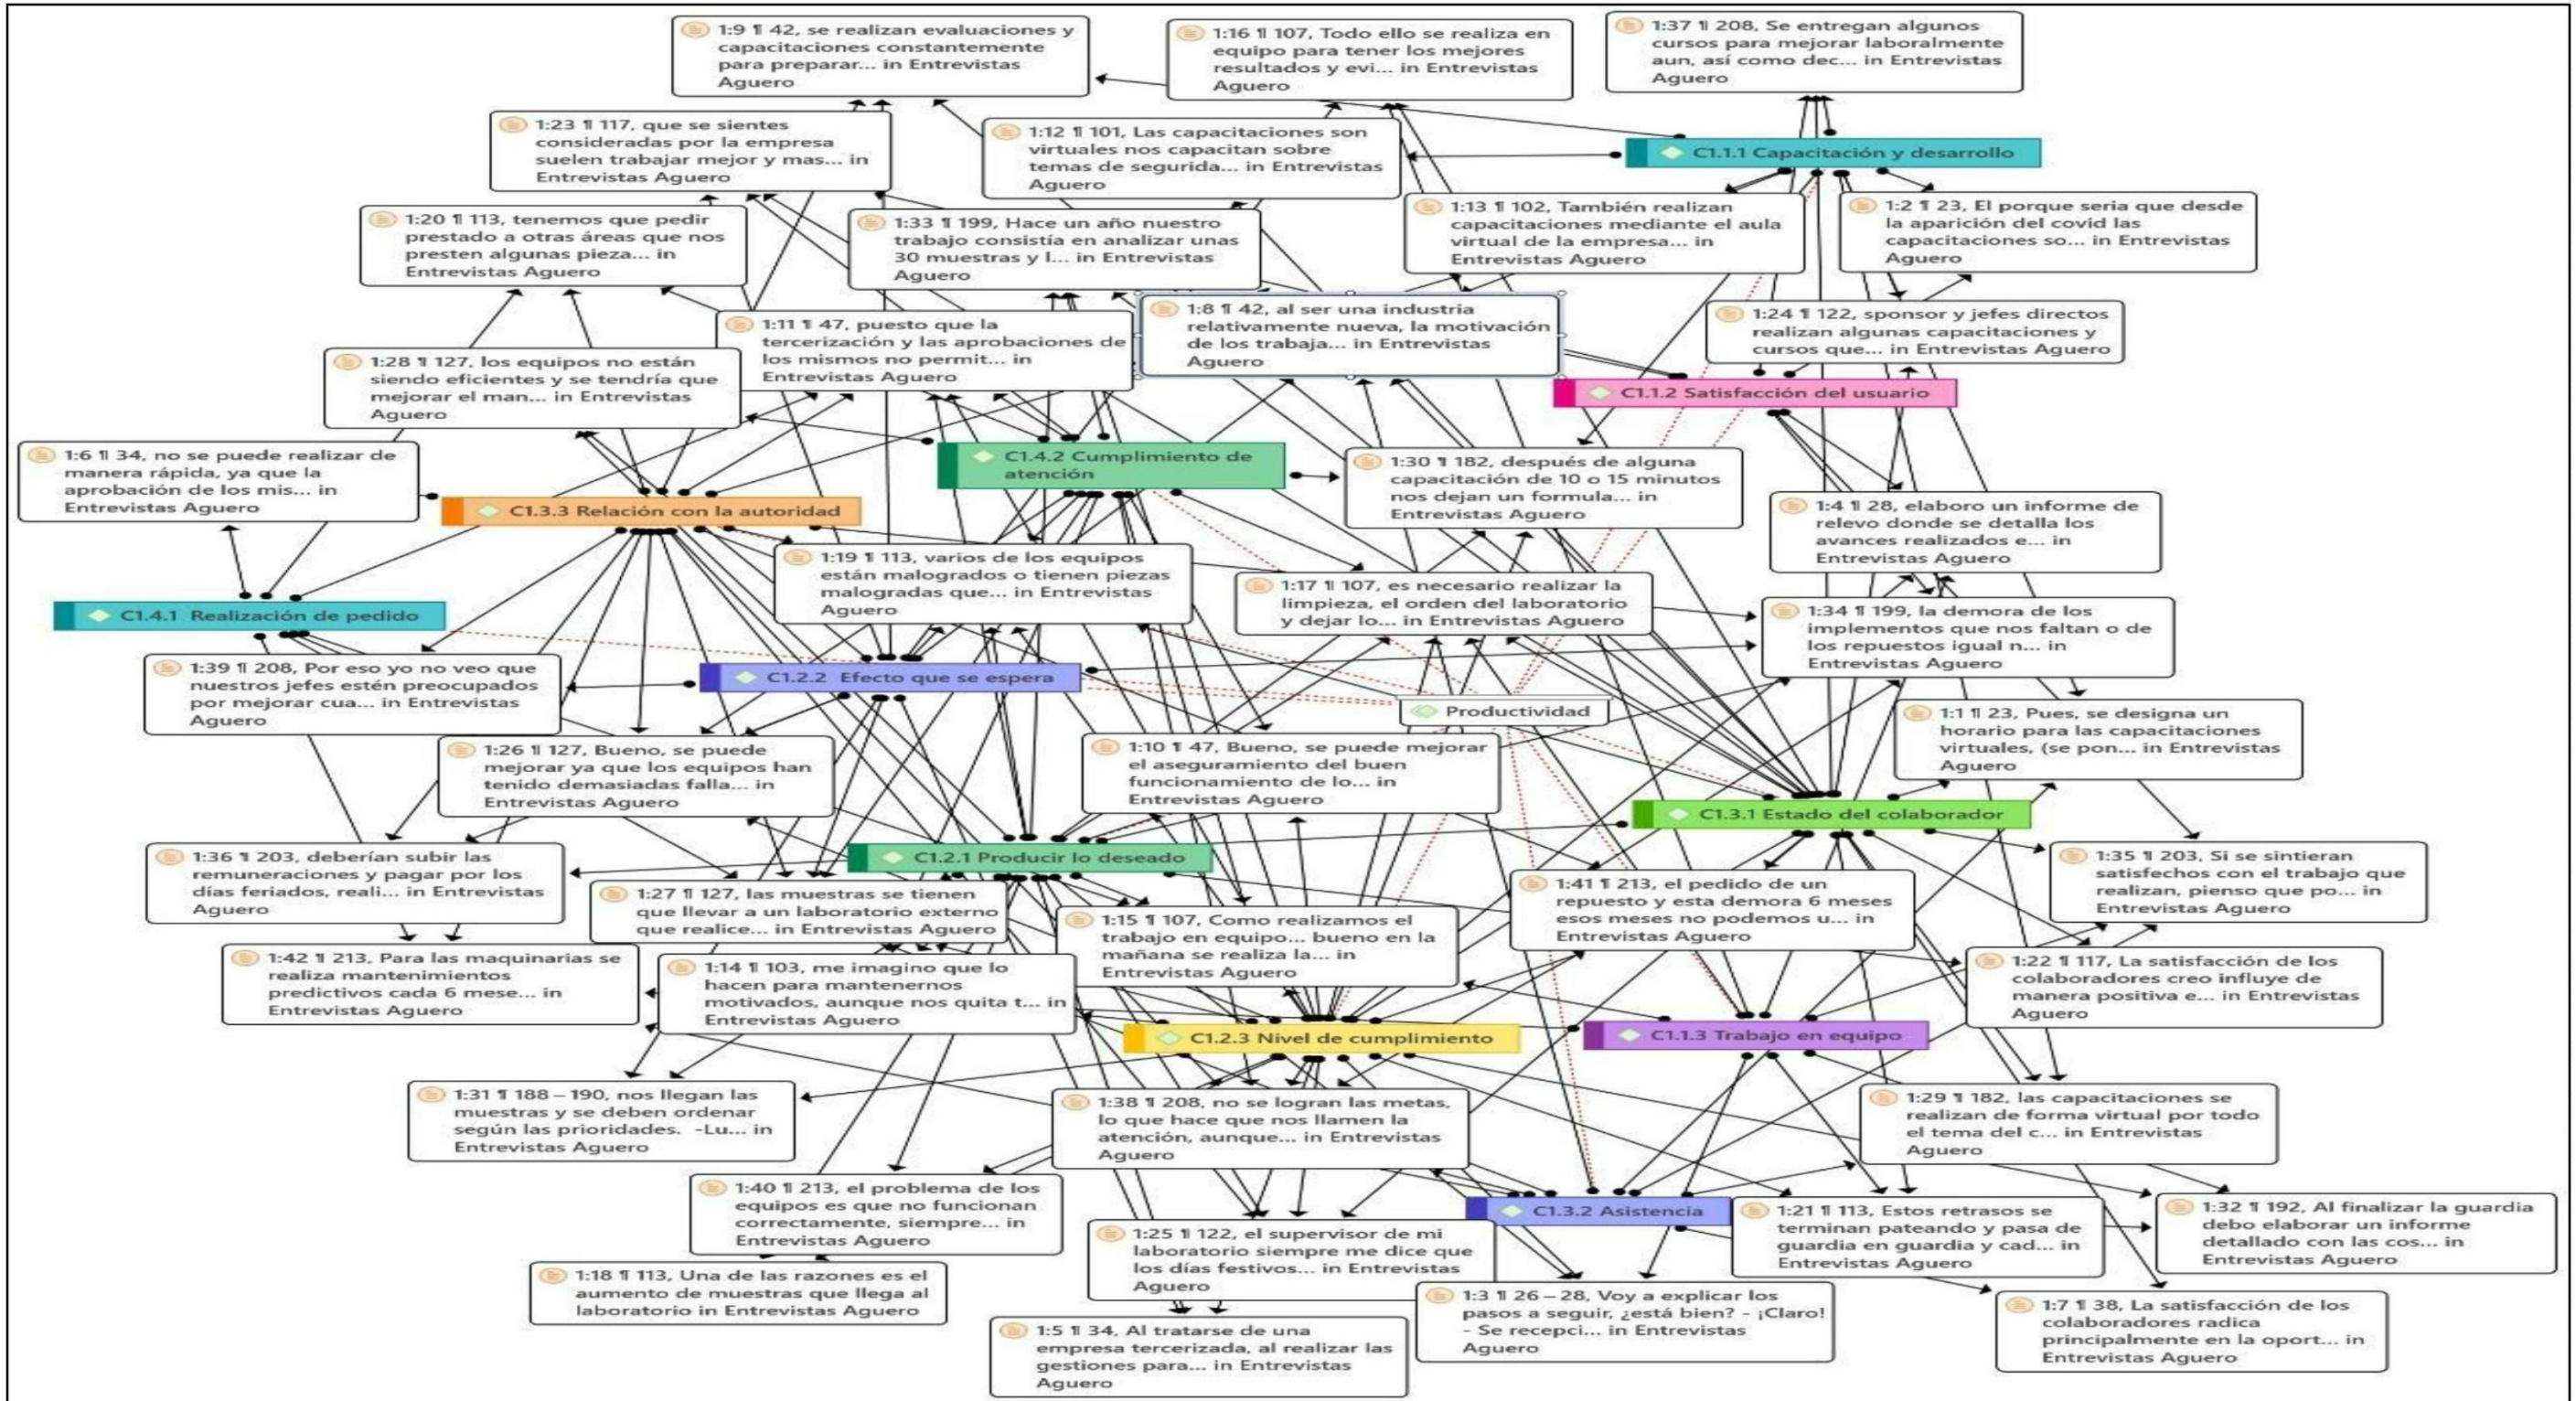 1:9 ¶ 42, se realizan evaluaciones y
capacitaciones constantemente
para preparar... in Entrevistas
Aguero
1:16 ¶ 107, Todo ello se realiza en
equipo para tener los mejores
resultados y evi... in Entrevistas
Aguero
1:37 ¶ 208, Se entregan algunos
cursos para mejorar laboralmente
aun, así como dec... in Entrevistas
Aguero
1:23 ¶ 117, que se sientes
consideradas por la empresa
suelen trabajar mejor y mas... in
Entrevistas Aguero
1:12 ¶ 101, Las capacitaciones son
virtuales nos capacitan sobre
temas de segurida... in Entrevistas
Aguero
C1.1.1 Capacitación y desarrollo
1:20 ¶ 113, tenemos que pedir
prestado a otras áreas que nos
presten algunas pieza... in
Entrevistas Aguero
1:33 ¶ 199, Hace un año nuestro
trabajo consistía en analizar unas
30 muestras y l... in Entrevistas
Aguero
1:13 ¶ 102, También realizan
capacitaciones mediante el aula
virtual de la empresa... in
Entrevistas Aguero
1:2 ¶ 23, El porque seria que desde
la aparición del covid las
capacitaciones so... in Entrevistas
Aguero
1:11 ¶ 47, puesto que la
tercerización y las aprobaciones de
los mismos no permit... in
Entrevistas Aguero
1:8 ¶ 42, al ser una industria
relativamente nueva, la motivación
de los trabaja... in Entrevistas
Aguero
1:24 ¶ 122, sponsor y jefes directos
realizan algunas capacitaciones y
cursos que... in Entrevistas Aguero
1:28 ¶ 127, los equipos no están
siendo eficientes y se tendría que
mejorar el man... in Entrevistas
Aguero
C1.1.2 Satisfacción del usuario
1:6 ¶ 34, no se puede realizar de
manera rápida, ya que la
aprobación de los mis... in
Entrevistas Aguero
C1.4.2 Cumplimiento de
atención
1:30 ¶ 182, después de alguna
capacitación de 10 o 15 minutos
nos dejan un formula... in
Entrevistas Aguero
C1.3.3 Relación con la autoridad
1:4 ¶ 28, elaboro un informe de
relevo donde se detalla los
avances realizados e... in
Entrevistas Aguero
1:19 ¶ 113, varios de los equipos
están malogrados o tienen piezas
malogradas que... in Entrevistas
Aguero
1:17 ¶ 107, es necesario realizar la
limpieza, el orden del laboratorio
y dejar lo... in Entrevistas Aguero
C1.4.1 Realización de pedido
1:34 ¶ 199, la demora de los
implementos que nos faltan o de
los repuestos igual n... in
Entrevistas Aguero
1:39 ¶ 208, Por eso yo no veo que
nuestros jefes estén preocupados
por mejorar cua... in Entrevistas
Aguero
C1.2.2 Efecto que se espera
Productividad
1:1 ¶ 23, Pues, se designa un
horario para las capacitaciones
virtuales, (se pon... in Entrevistas
Aguero
1:26 ¶ 127, Bueno, se puede
mejorar ya que los equipos han
tenido demasiadas falla... in
Entrevistas Aguero
1:10 ¶ 47, Bueno, se puede mejorar
el aseguramiento del buen
funcionamiento de lo... in
Entrevistas Aguero
C1.3.1 Estado del colaborador
1:36 ¶ 203, deberían subir las
remuneraciones y pagar por los
días feriados, reali... in Entrevistas
Aguero
C1.2.1 Producir lo deseado
1:35 ¶ 203, Si se sintieran
satisfechos con el trabajo que
realizan, pienso que po... in
Entrevistas Aguero
1:27 ¶ 127, las muestras se tienen
que llevar a un laboratorio externo
que realice... in Entrevistas Aguero
1:15 ¶ 107, Como realizamos el
trabajo en equipo... bueno en la
mañana se realiza la... in
Entrevistas Aguero
1:41 ¶ 213, el pedido de un
repuesto y esta demora 6 meses
esos meses no podemos u... in
Entrevistas Aguero
1:42 ¶ 213, Para las maquinarias se
realiza mantenimientos
predictivos cada 6 mese... in
Entrevistas Aguero
1:14 ¶ 103, me imagino que lo
hacen para mantenernos
motivados, aunque nos quita t... in
Entrevistas Aguero
1:22 ¶ 117, La satisfacción de los
colaboradores creo influye de
manera positiva e... in Entrevistas
Aguero
C1.2.3 Nivel de cumplimiento
C1.1.3 Trabajo en equipo
1:31 ¶ 188 – 190, nos llegan las
muestras y se deben ordenar
según las prioridades. -Lu... in
Entrevistas Aguero
1:38 ¶ 208, no se logran las metas,
lo que hace que nos llamen la
atención, aunque... in Entrevistas
Aguero
1:29 ¶ 182, las capacitaciones se
realizan de forma virtual por todo
el tema del c... in Entrevistas
Aguero
1:40 ¶ 213, el problema de los
equipos es que no funcionan
correctamente, siempre... in
Entrevistas Aguero
C1.3.2 Asistencia
1:21 ¶ 113, Estos retrasos se
terminan pateando y pasa de
guardia en guardia y cad... in
Entrevistas Aguero
1:32 ¶ 192, Al finalizar la guardia
debo elaborar un informe
detallado con las cos... in
Entrevistas Aguero
1:25 ¶ 122, el supervisor de mi
laboratorio siempre me dice que
los días festivos... in Entrevistas
Aguero
1:18 ¶ 113, Una de las razones es el
aumento de muestras que llega al
laboratorio in Entrevistas Aguero
1:3 ¶ 26 – 28, Voy a explicar los
pasos a seguir, ¿está bien? - ¡Claro!
- Se recepci... in Entrevistas
Aguero
1:7 ¶ 38, La satisfacción de los
colaboradores radica
principalmente en la oport... in
Entrevistas Aguero
1:5 ¶ 34, Al tratarse de una
empresa tercerizada, al realizar las
gestiones para... in Entrevistas
Aguero